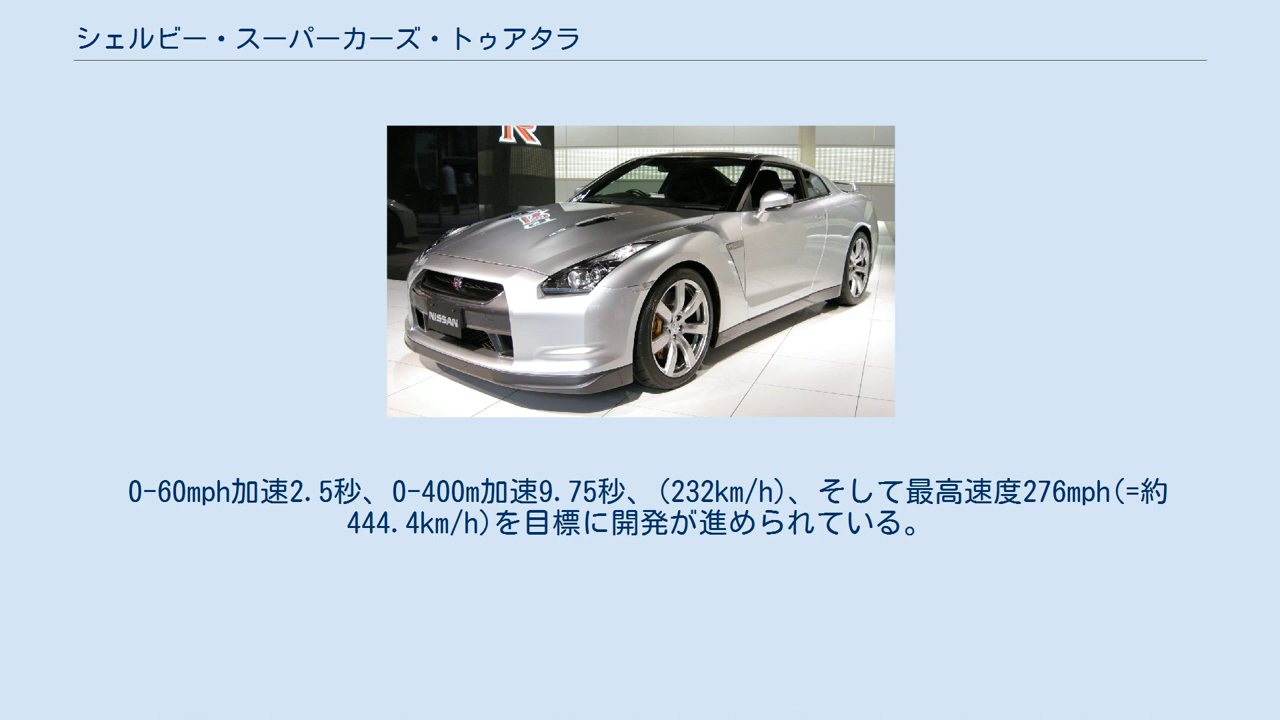 シェルビー・スーパーカーズ・トゥアタラ
R
R
NISSAN
0-60mph加速2.5秒、0-400m加速9.75秒、(232km/h)、そして最高速度276mph(=約
444.4km/h)を目標に開発が進められている。